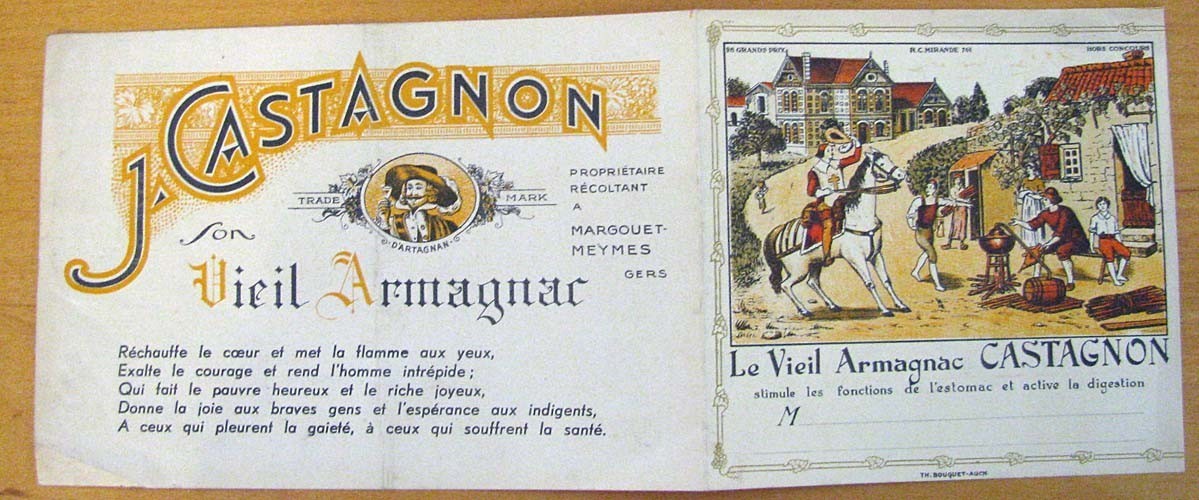 J. CASTAGNON
TRADE MARK
D'ARTAGNAN
PROPRIÉTAIRE
RÉCOLTANT
A
MARGOUET-
MEYMES
GERS
Son
Vieil Armagnac
Réchauffe le cœur et met la flamme aux yeux,
Exalte le courage et rend l'homme intrépide ;
Qui fait le pauvre heureux et le riche joyeux,
Donne la joie aux braves gens et l'espérance aux indigents,
A ceux qui pleurent la gaieté, à ceux qui souffrent la santé.
GRANDS PRIX
R.C. MIRANDE
HORS CONCOURS
Le Vieil Armagnac CASTAGNON
stimule les fonctions de l'estomac et active la digestion
M
TH. BOUQUET-AUCH